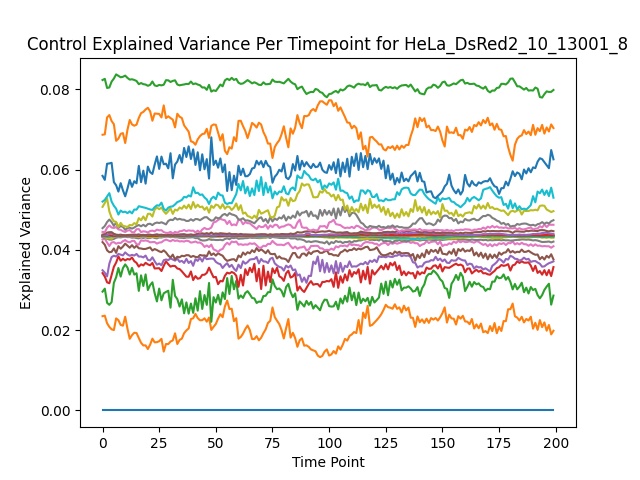 Control Explained Variance Per Timepoint for HeLa_DsRed2_10_13001_8
Explained Variance
0.08
0.06
0.04
0.02
0.00
0 25 50 75 100 125 150 175 200
Time Point